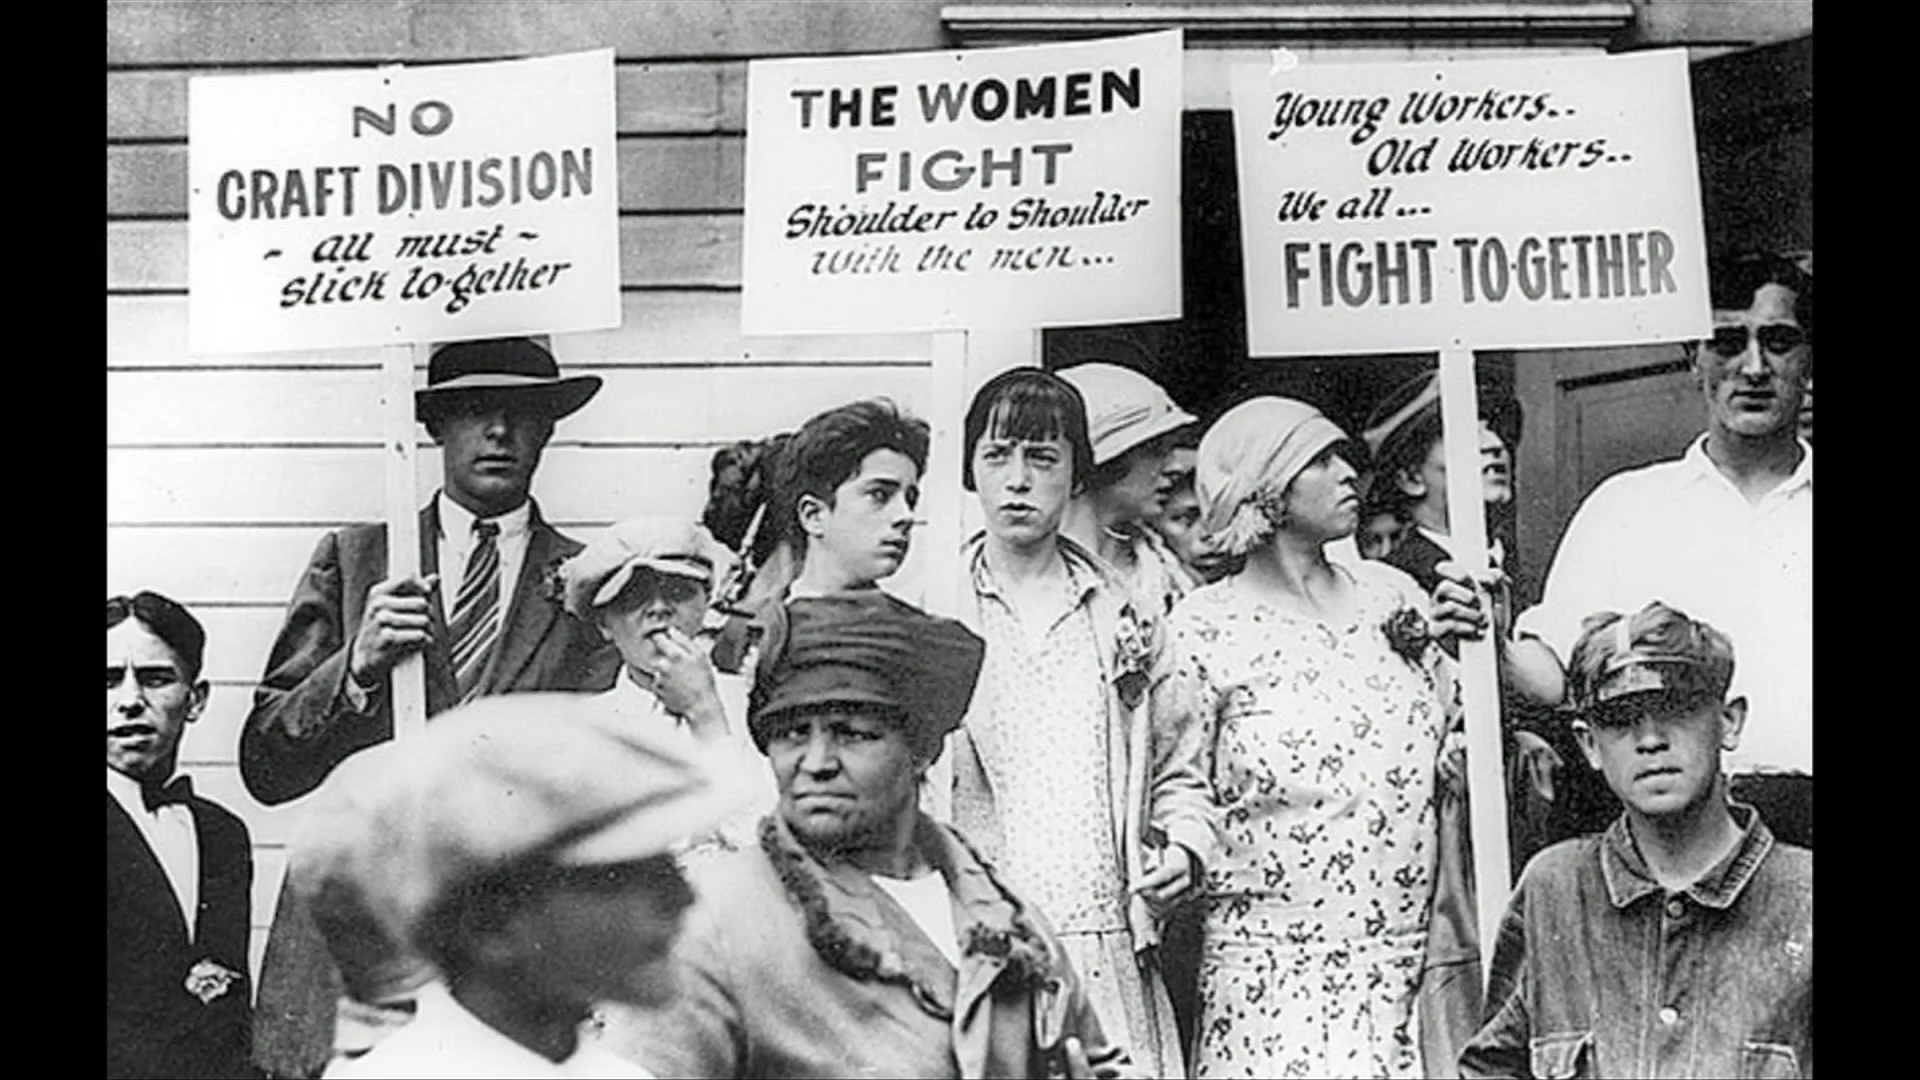 NO
CRAFT DIVISION
- all must -
stick to-gether
THE WOMEN
FIGHT
Shoulder to Shoulder
with the men...
Young Workers..
Old Workers..
We all...
FIGHT TO-GETHER